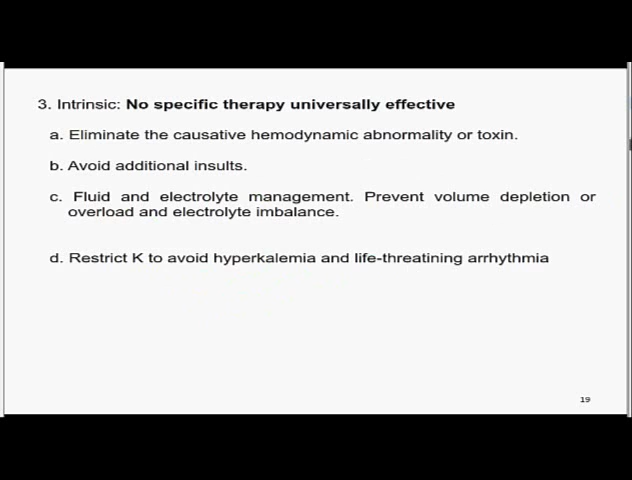 3. Intrinsic: No specific therapy universally effective
a. Eliminate the causative hemodynamic abnormality or toxin.
b. Avoid additional insults.
c. Fluid and electrolyte management. Prevent volume depletion or
overload and electrolyte imbalance.
d. Restrict K to avoid hyperkalemia and life-threatining arrhythmia
19